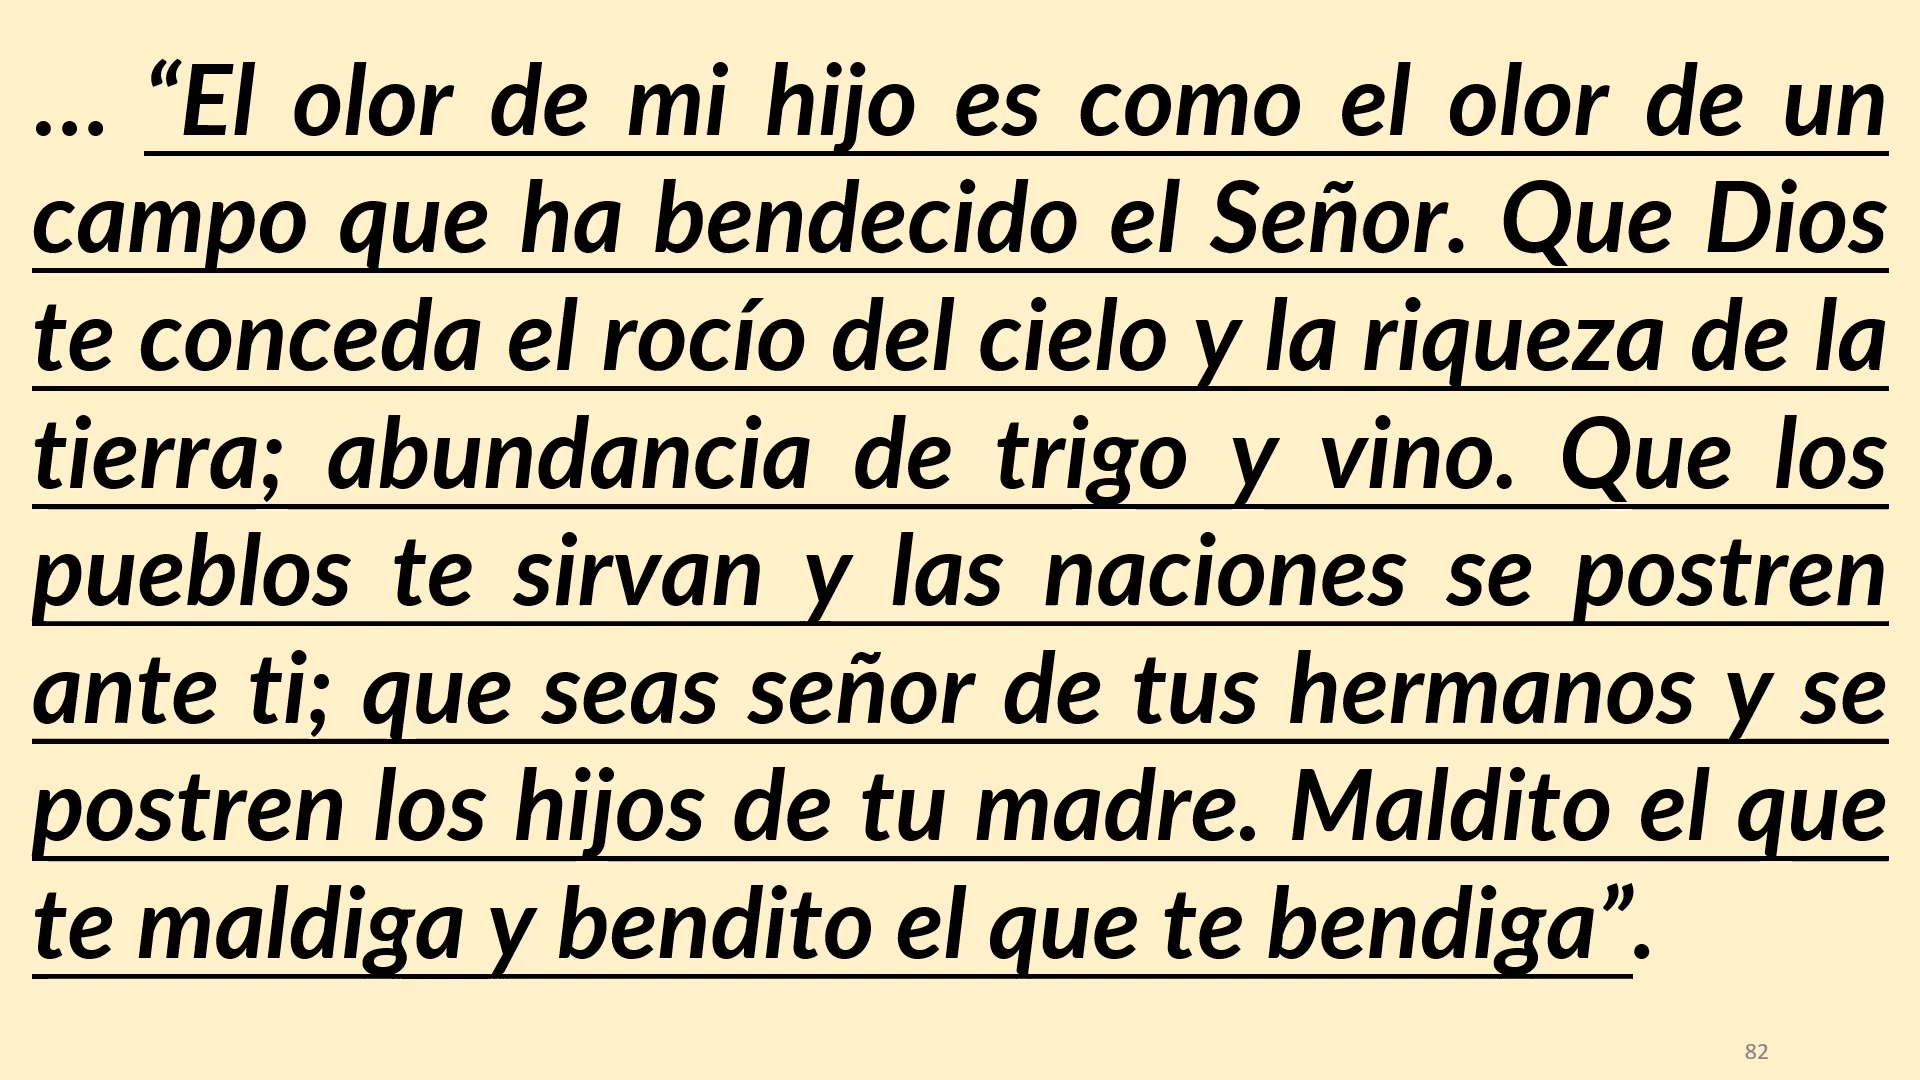 ... “El olor de mi hijo es como el olor de un
campo que ha bendecido el Señor. Que Dios
te conceda el rocío del cielo y la riqueza de la
tierra; abundancia de trigo y vino. Que los
pueblos te sirvan y las naciones se postren
ante ti; que seas señor de tus hermanos y se
postren los hijos de tu madre. Maldito el que
te maldiga y bendito el que te bendiga”.
82